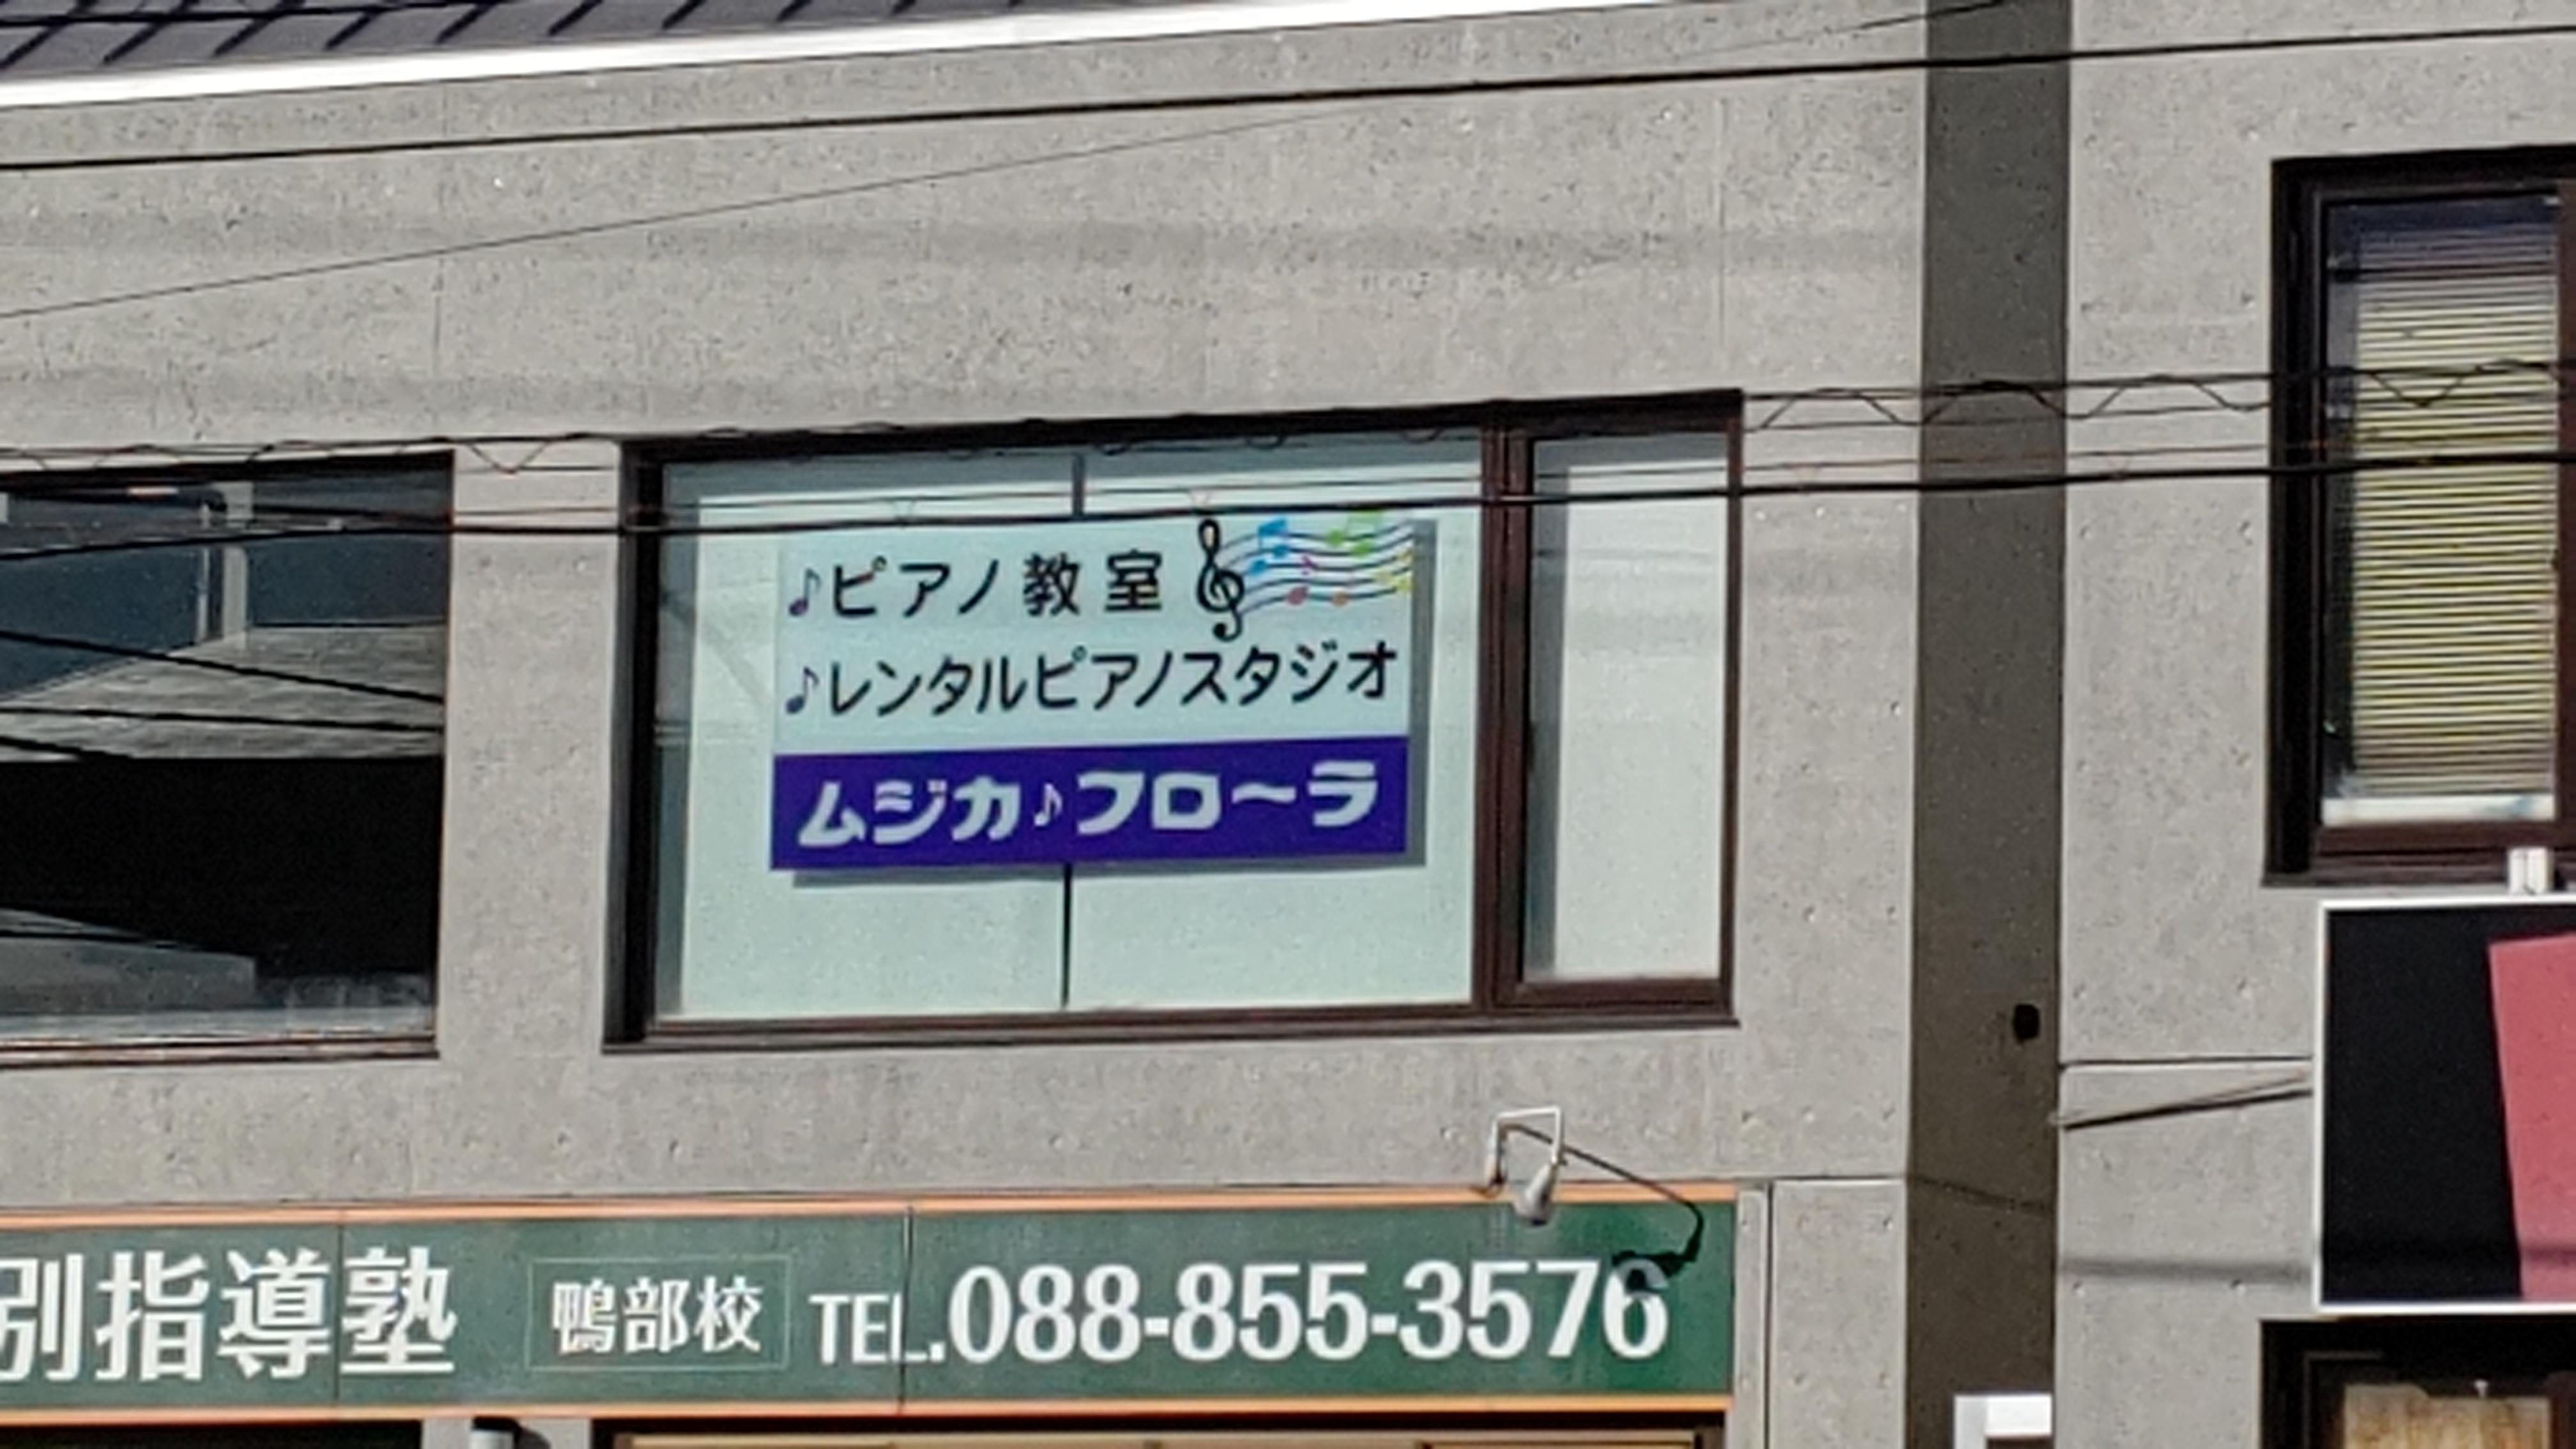 ♪ピアノ教室
♪レンタルピアノスタジオ
ムジカ♪フローラ
別指導塾 鴨部校 TEL.088-855-3576